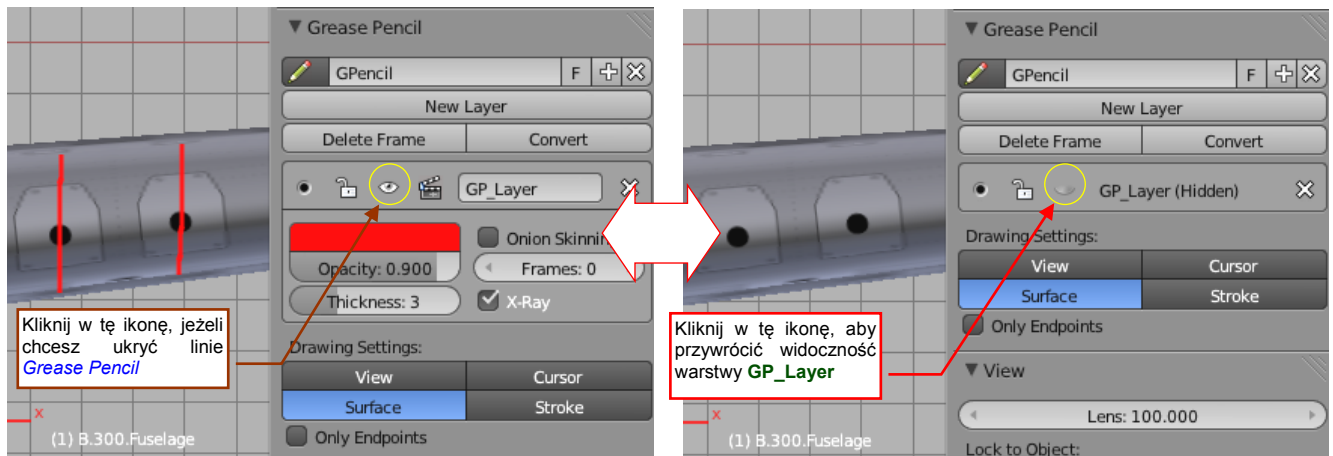 Grease Pencil
GPencil F
New Layer
Delete Frame Convert
GP_Layer
Onion Skinnin
Opacity: 0.900 Frames: 0
Thickness: 3 X-Ray
Kliknij w tę ikonę, jeżeli
chcesz ukryć linie
Grease Pencil
Drawing Settings:
View Cursor
Surface Stroke
Only Endpoints
x
(1) B.300.Fuselage
Grease Pencil
GPencil F
New Layer
Delete Frame Convert
GP_Layer (Hidden)
Drawing Settings:
View Cursor
Surface Stroke
Only Endpoints
Kliknij w tę ikonę, aby
przywrócić widoczność
warstwy GP_Layer
View
Lens: 100.000
Lock to Object:
x
(1) B.300.Fuselage